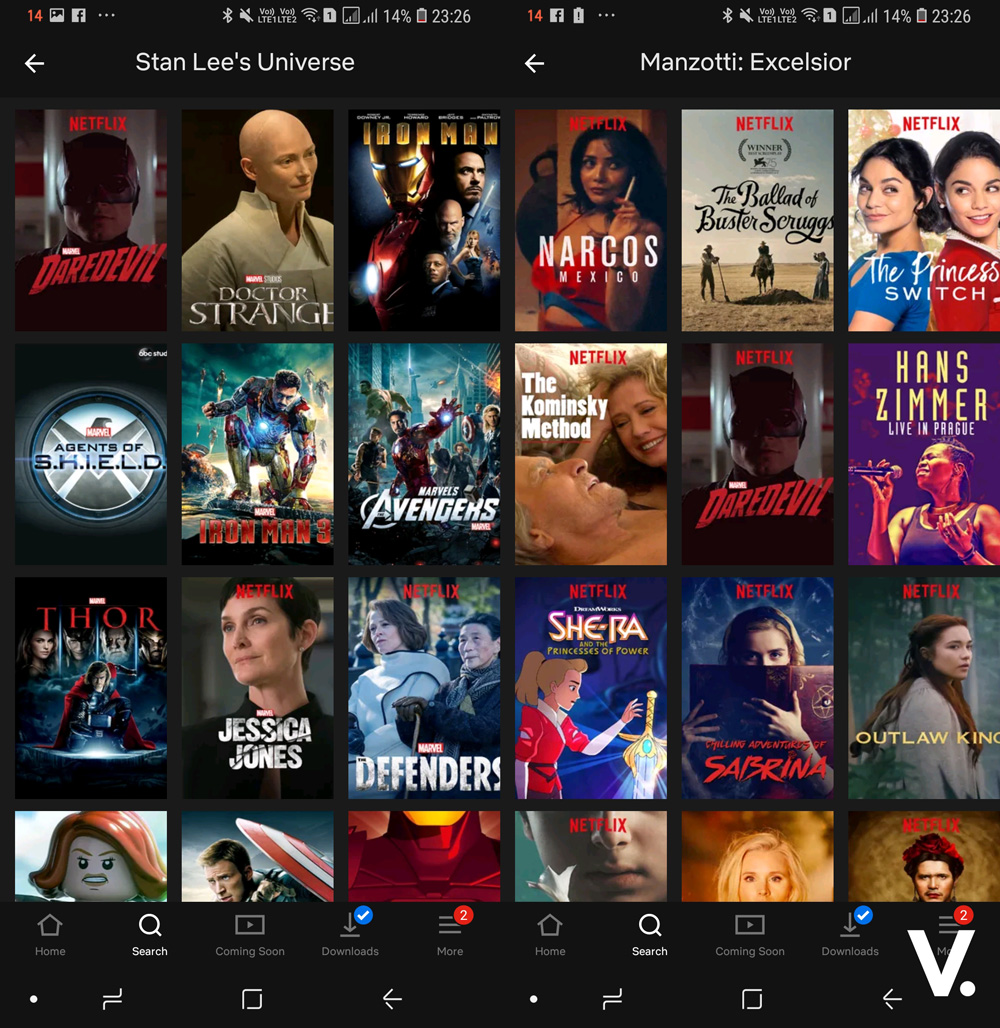 14 ... Vo)) LTE1 Vo)) LTE2 1 14% 23:26
Stan Lee's Universe
NETFLIX
MARVEL
DAREDEVIL
MARVEL STUDIOS
DOCTOR
STRANGE
DOWNEY JR. HOWARD BRIDGES PALTROW
IRON MAN
abc stud
MARVEL
AGENTS OF
S.H.I.E.L.D.
MARVEL
IRON MAN 3
MARVEL'S
AVENGERS
MARVEL
MARVEL
THOR
NETFLIX
MARVEL
JESSICA
JONES
NETFLIX
MARVEL
THE
DEFENDERS
Home
Search
Coming Soon
Downloads
2
More
14 ... Vo)) LTE1 Vo)) LTE2 1 14% 23:26
Manzotti: Excelsior
NETFLIX
NARCOS
MEXICO
NETFLIX
WINNER
75
The Ballad of
Buster Scruggs
NETFLIX
The Princess
SWITCH
NETFLIX
The
Kominsky
Method
NETFLIX
MARVEL
DAREDEVIL
HANS
ZIMMER
LIVE IN PRAGUE
NETFLIX
DREAMWORKS
SHE-RA
AND THE
PRINCESSES OF POWER
NETFLIX
CHILLING ADVENTURES OF
SABRINA
NETFLIX
OUTLAW KING
NETFLIX
NETFLIX
Home
Search
Coming Soon
Downloads
2
Mo
V.